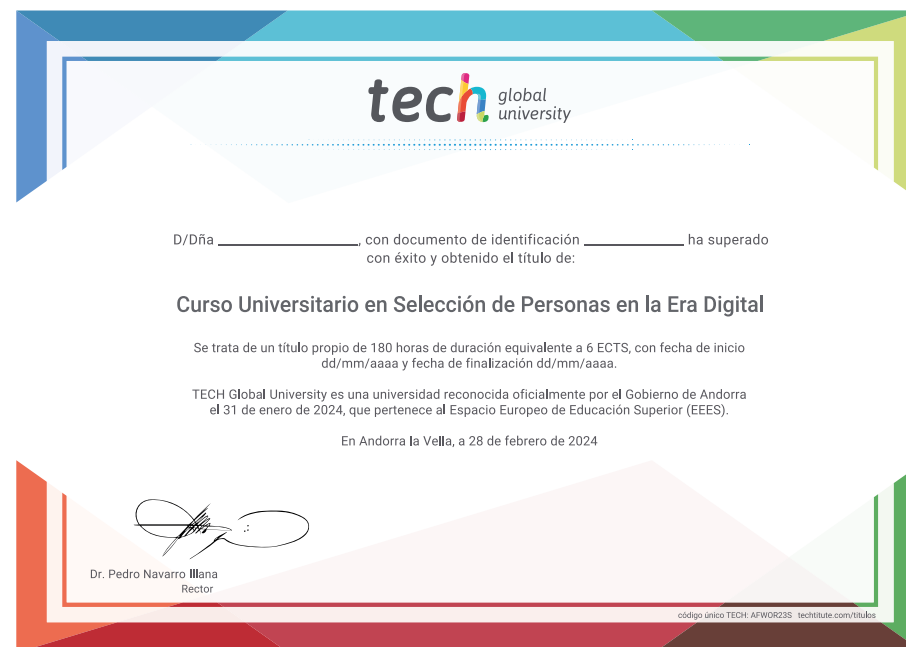 tech global university
D/Dña ____________________, con documento de identificación ______________ ha superado
con éxito y obtenido el título de:
Curso Universitario en Selección de Personas en la Era Digital
Se trata de un título propio de 180 horas de duración equivalente a 6 ECTS, con fecha de inicio
dd/mm/aaaa y fecha de finalización dd/mm/aaaa.
TECH Global University es una universidad reconocida oficialmente por el Gobierno de Andorra
el 31 de enero de 2024, que pertenece al Espacio Europeo de Educación Superior (EEES).
En Andorra la Vella, a 28 de febrero de 2024
Dr. Pedro Navarro Illana
Rector
código único TECH: AFWOR23S techtitute.com/titulos